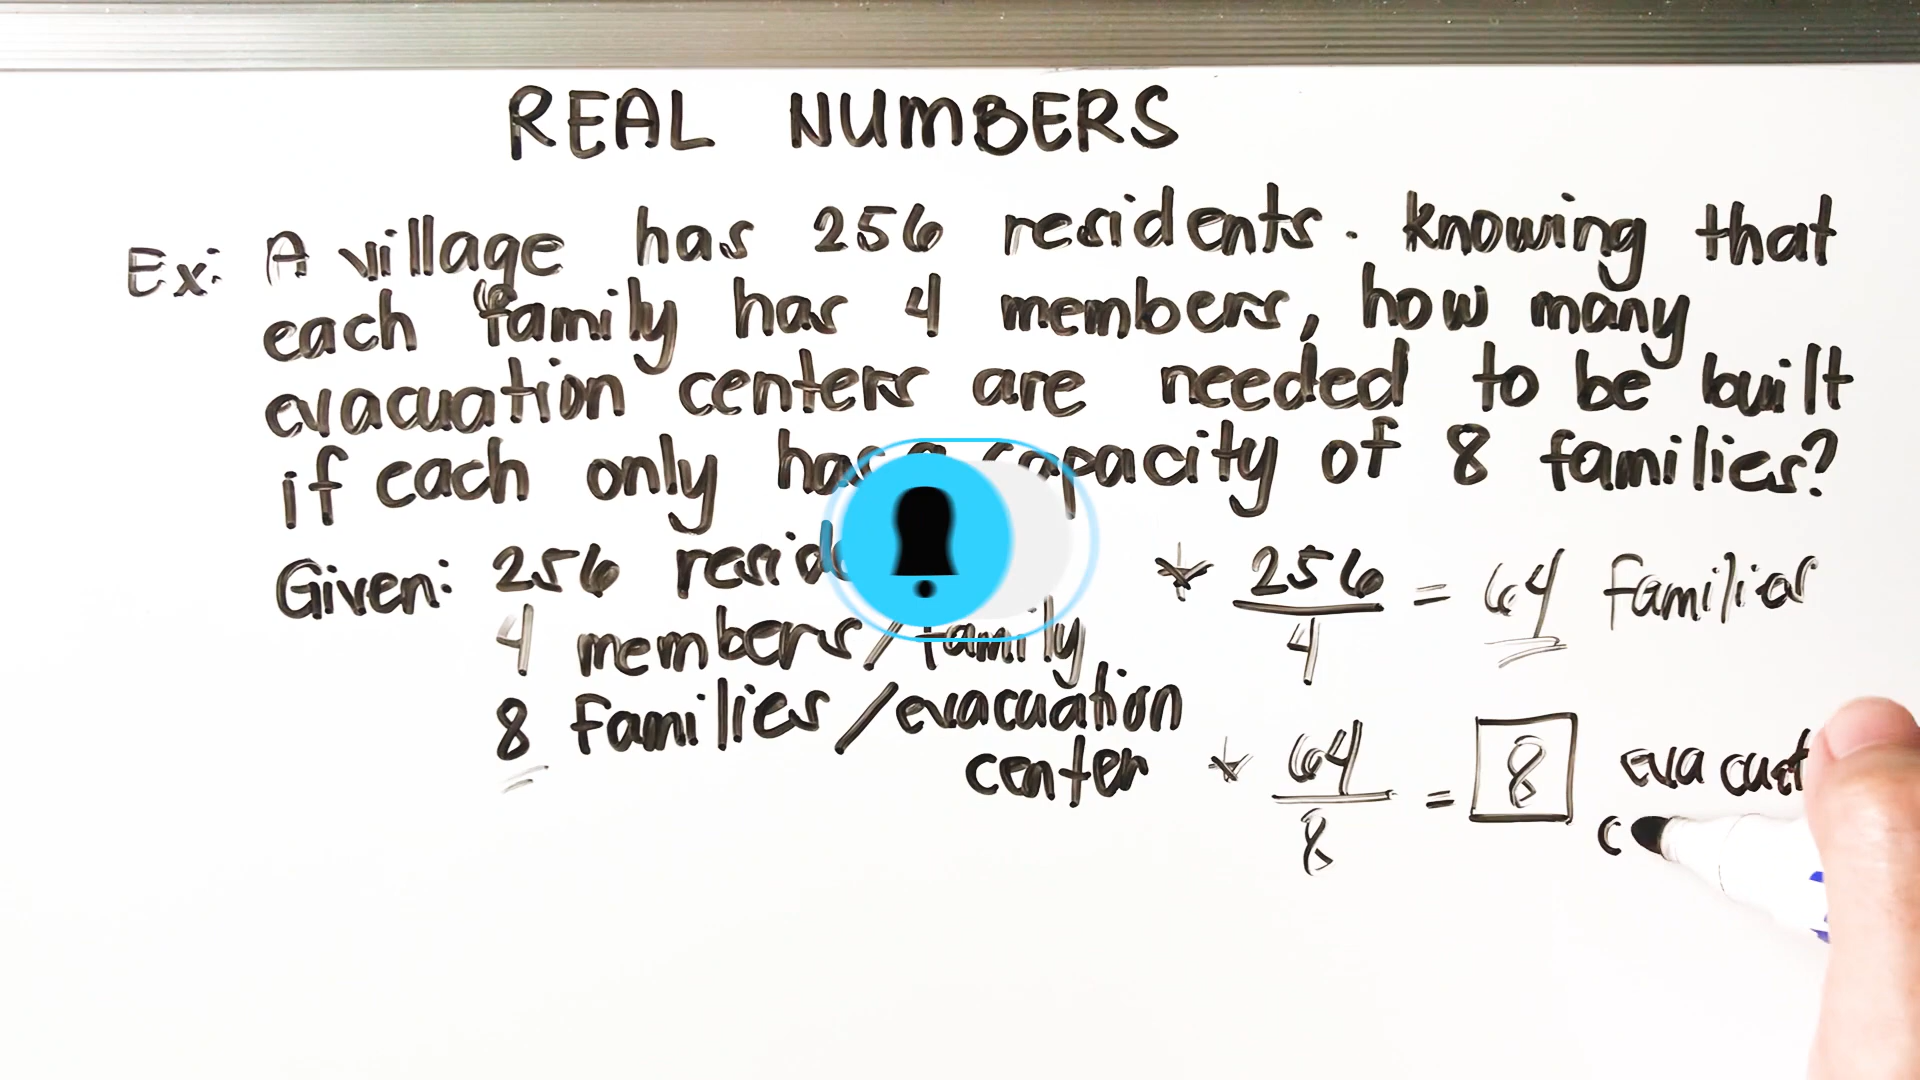 REAL NUMBERS
Ex: A village has 256 residents. Knowing that
each family has 4 members, how many
evacuation centers are needed to be built
if each only has a capacity of 8 families?
Given: 256
4 members/family
8 families/evacuation
center
* 256/4 = 64 families
* 64/8 = 8